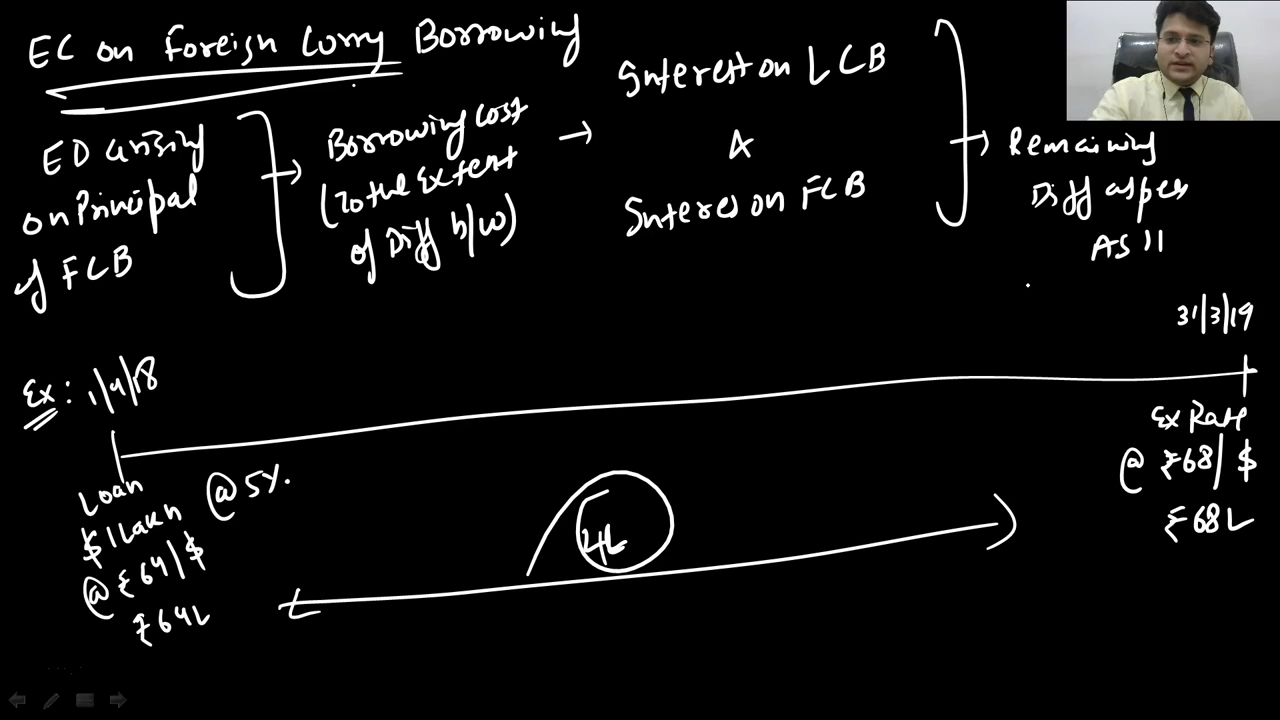 EC on Foreign Curry Borrowing
ED arising
on Principal
of FCB
Borrowing cost
(To the Extent
of Diff b/w)
Interest on LCB
&
Interes on FCB
Remaining
Diff as per
AS 11
Ex: 1/4/18
31/3/19
Loan
$1 Lakh
@ ₹64/$
₹64L
@ 5%.
4L
Ex Rate
@ ₹68/$
₹68L